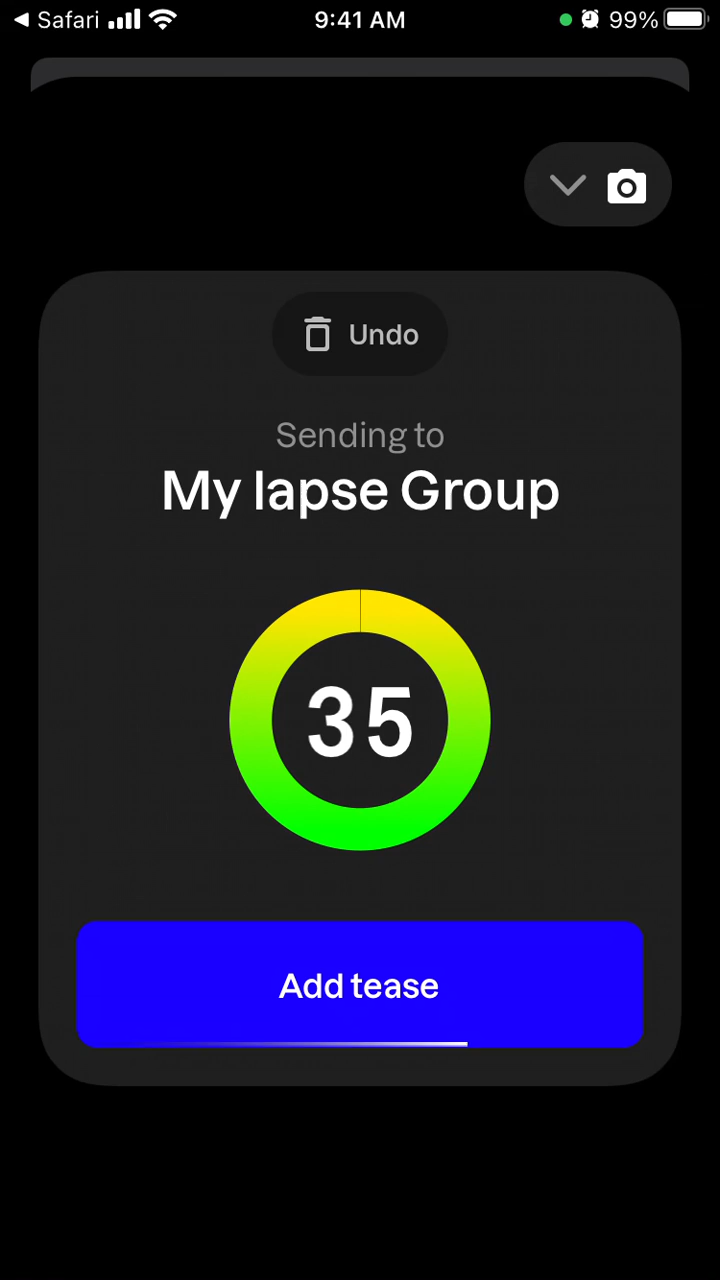 Safari
9:41 AM
99%
Undo
Sending to
My lapse Group
35
Add tease